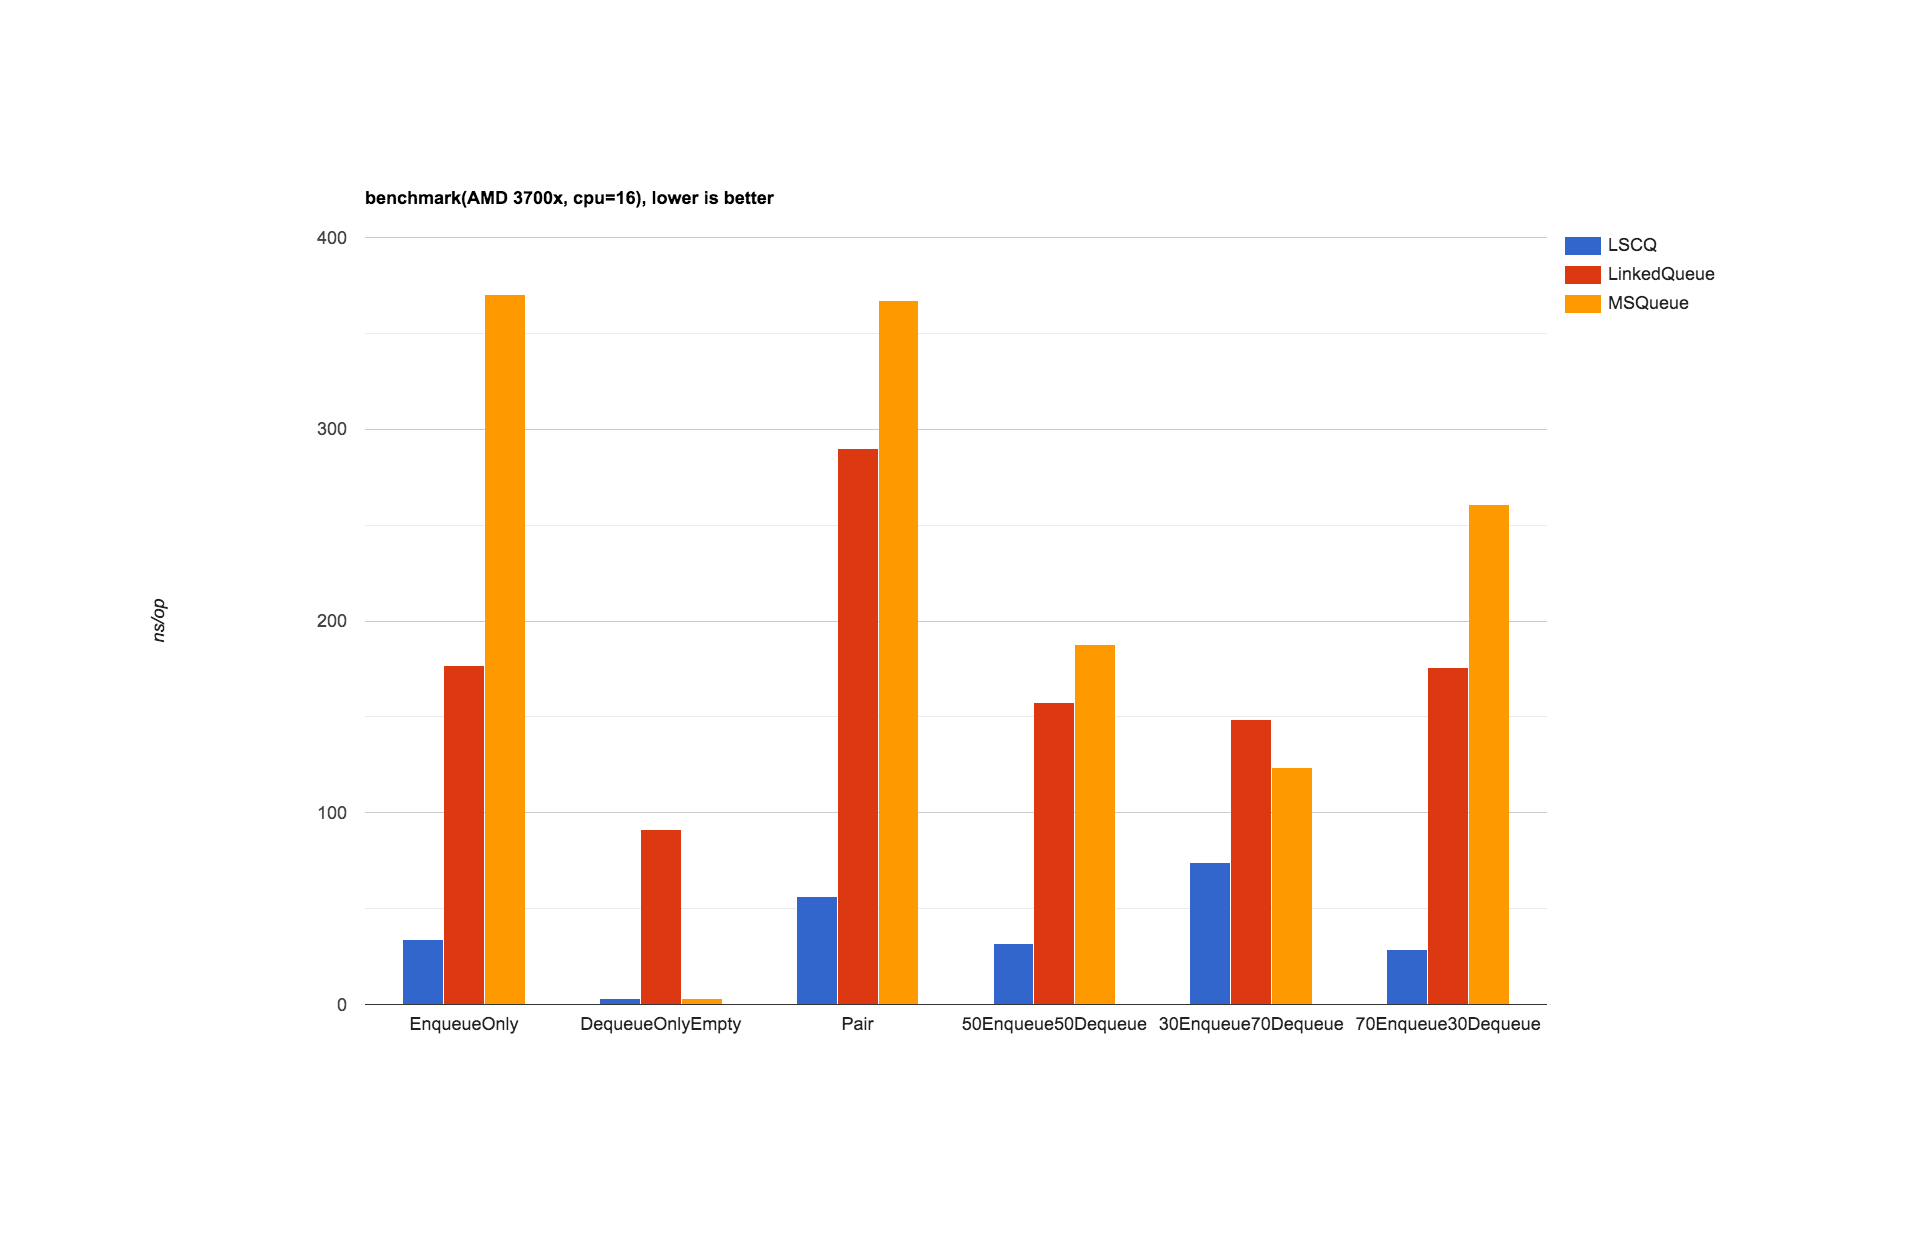 benchmark(AMD 3700x, cpu=16), lower is better
LSCQ
LinkedQueue
MSQueue
ns/op
400
300
200
100
0
EnqueueOnly
DequeueOnlyEmpty
Pair
50Enqueue50Dequeue
30Enqueue70Dequeue
70Enqueue30Dequeue